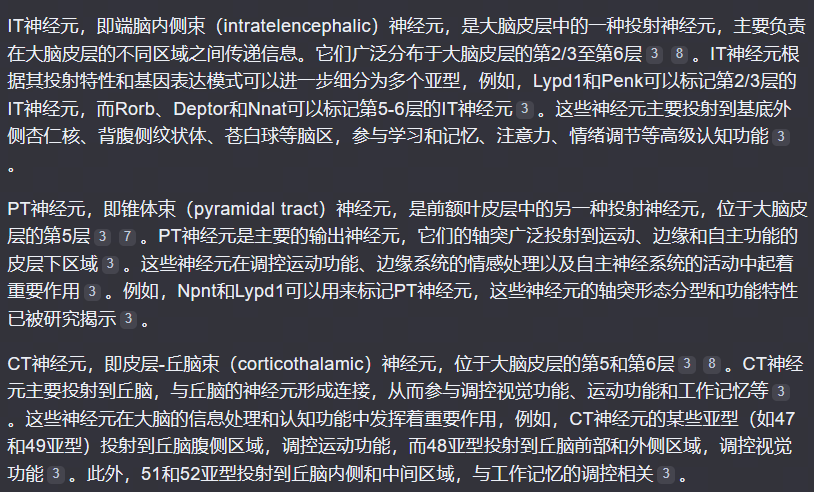 IT神经元，即端脑内侧束（intratelencephalic）神经元，是大脑皮层中的一种投射神经元，主要负责
在大脑皮层的不同区域之间传递信息。它们广泛分布于大脑皮层的第2/3至第6层 3 8 。IT神经元根
据其投射特性和基因表达模式可以进一步细分为多个亚型，例如，Lypd1和Penk可以标记第2/3层的
IT神经元，而Rorb、Deptor和Nnat可以标记第5-6层的IT神经元 3 。这些神经元主要投射到基底外
侧杏仁核、背腹侧纹状体、苍白球等脑区，参与学习和记忆、注意力、情绪调节等高级认知功能 3
。
PT神经元，即锥体束（pyramidal tract）神经元，是前额叶皮层中的另一种投射神经元，位于大脑皮
层的第5层 3 7 。PT神经元是主要的输出神经元，它们的轴突广泛投射到运动、边缘和自主功能的
皮层下区域 3 。这些神经元在调控运动功能、边缘系统的情感处理以及自主神经系统的活动中起着
重要作用 3 。例如，Npnt和Lypd1可以用来标记PT神经元，这些神经元的轴突形态分型和功能特性
已被研究揭示 3 。
CT神经元，即皮层-丘脑束（corticothalamic）神经元，位于大脑皮层的第5和第6层 3 8 。CT神经
元主要投射到丘脑，与丘脑的神经元形成连接，从而参与调控视觉功能、运动功能和工作记忆等 3
。这些神经元在大脑的信息处理和认知功能中发挥着重要作用，例如，CT神经元的某些亚型（如47
和49亚型）投射到丘脑腹侧区域，调控运动功能，而48亚型投射到丘脑前部和外侧区域，调控视觉
功能 3 。此外，51和52亚型投射到丘脑内侧和中间区域，与工作记忆的调控相关 3 。